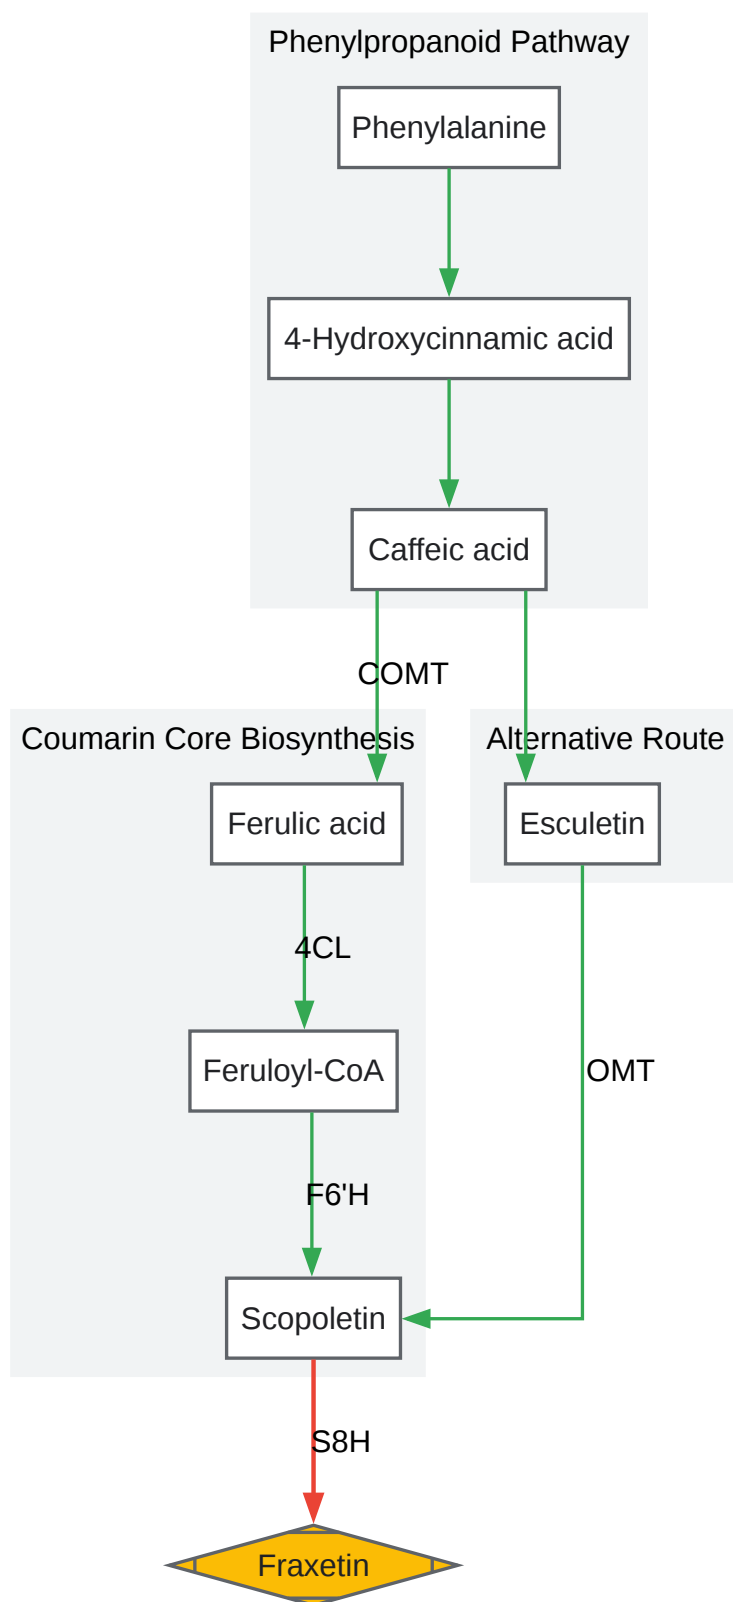 Phenylpropanoid Pathway
Phenylalanine
4-Hydroxycinnamic acid
Caffeic acid
COMT
Coumarin Core Biosynthesis
Alternative Route
Ferulic acid
Esculetin
4CL
Feruloyl-CoA
OMT
F6'H
Scopoletin
S8H
Fraxetin